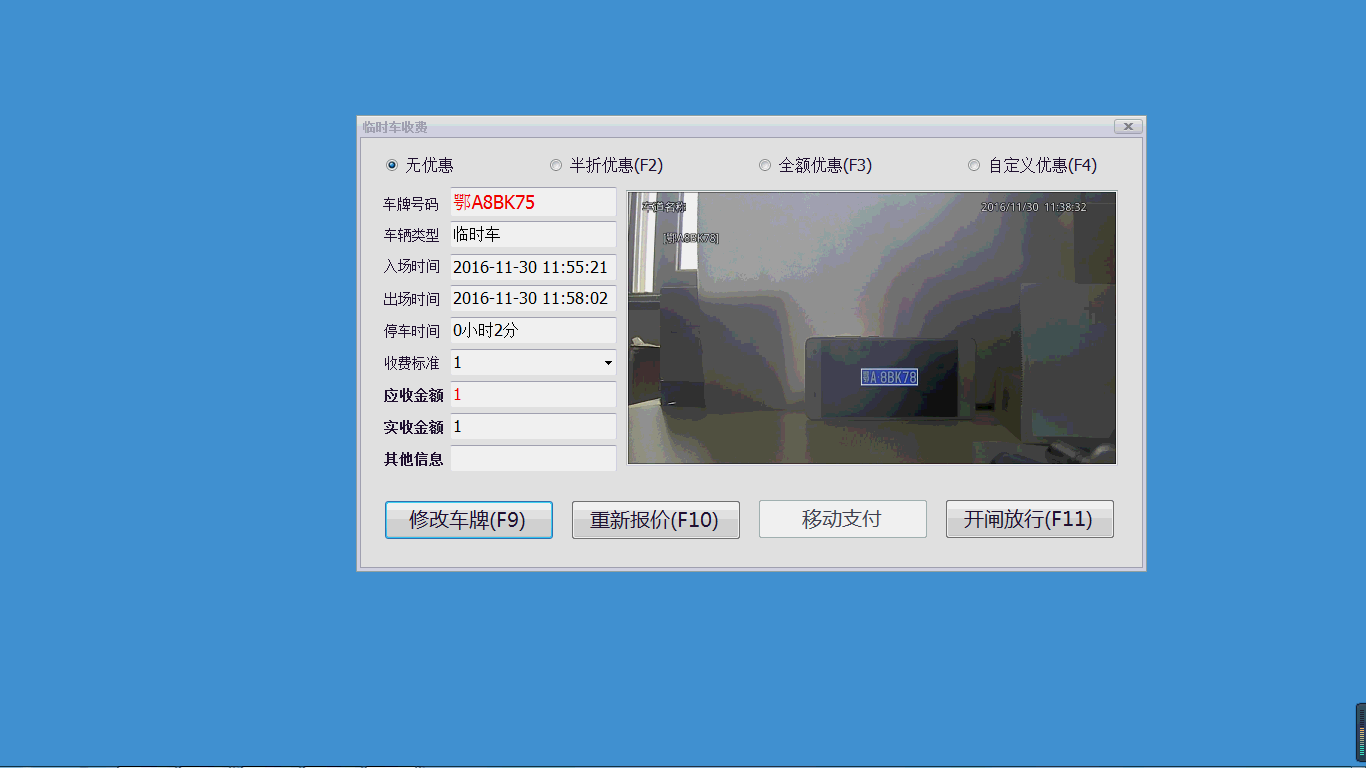 临时车收费
无优惠 半折优惠(F2) 全额优惠(F3) 自定义优惠(F4)
车牌号码 鄂A8BK75
车辆类型 临时车
入场时间 2016-11-30 11:55:21
出场时间 2016-11-30 11:58:02
停车时间 0小时2分
收费标准 1
应收金额 1
实收金额 1
其他信息
车道名称 2016/11/30 11:38:32
[鄂A8BK78]
鄂A·8BK78
修改车牌(F9) 重新报价(F10) 移动支付 开闸放行(F11)